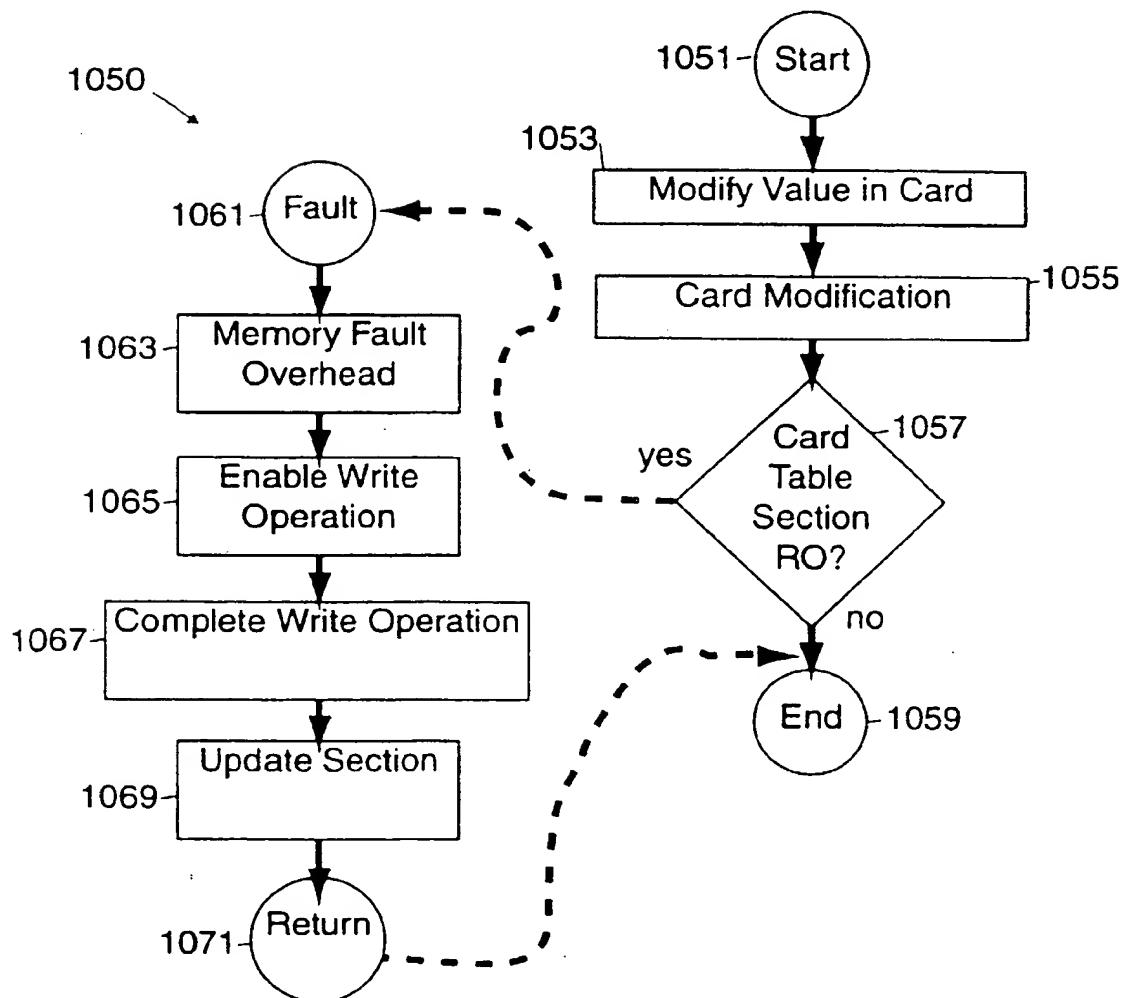 1050
1051
Start
1053
Modify Value in Card
1055
Card Modification
1057
Card
Table
Section
RO?
yes
no
End
1059
1061
Fault
1063
Memory Fault
Overhead
1065
Enable Write
Operation
1067
Complete Write Operation
1069
Update Section
1071
Return